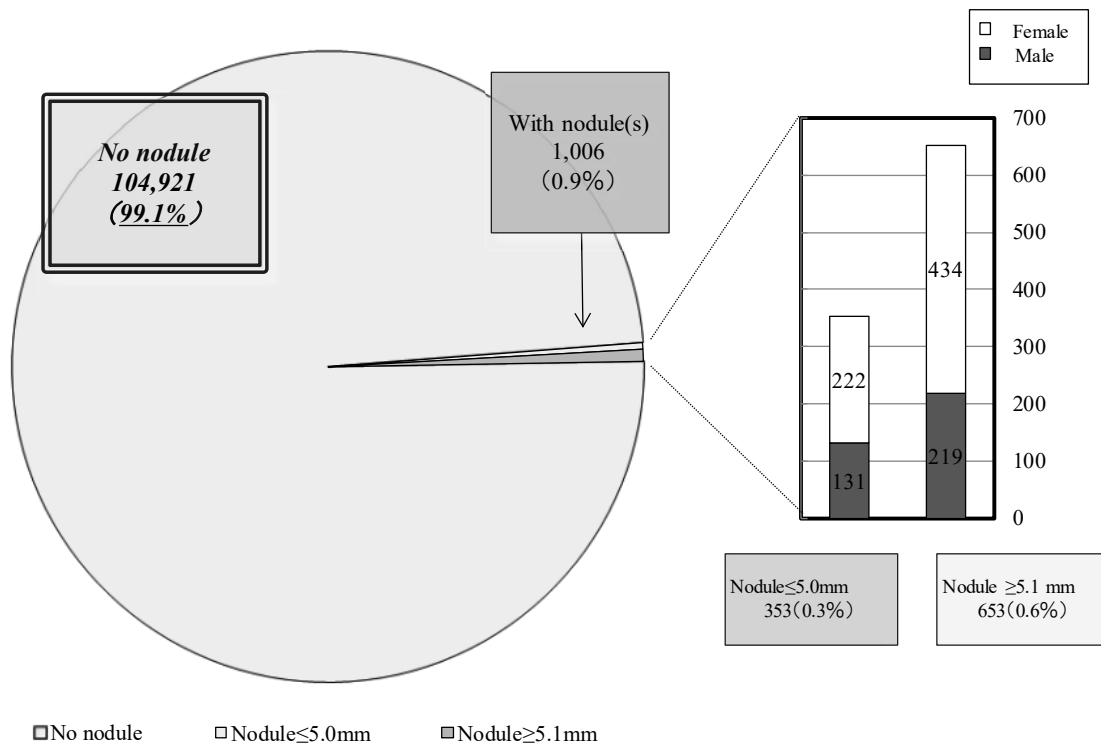 Female
Male
No nodule
104,921
(99.1%)
With nodule(s)
1,006
(0.9%)
700
600
500
400
300
200
100
0
434
222
219
131
Nodule≤5.0mm
353(0.3%)
Nodule ≥5.1 mm
653(0.6%)
No nodule
Nodule≤5.0mm
Nodule≥5.1mm